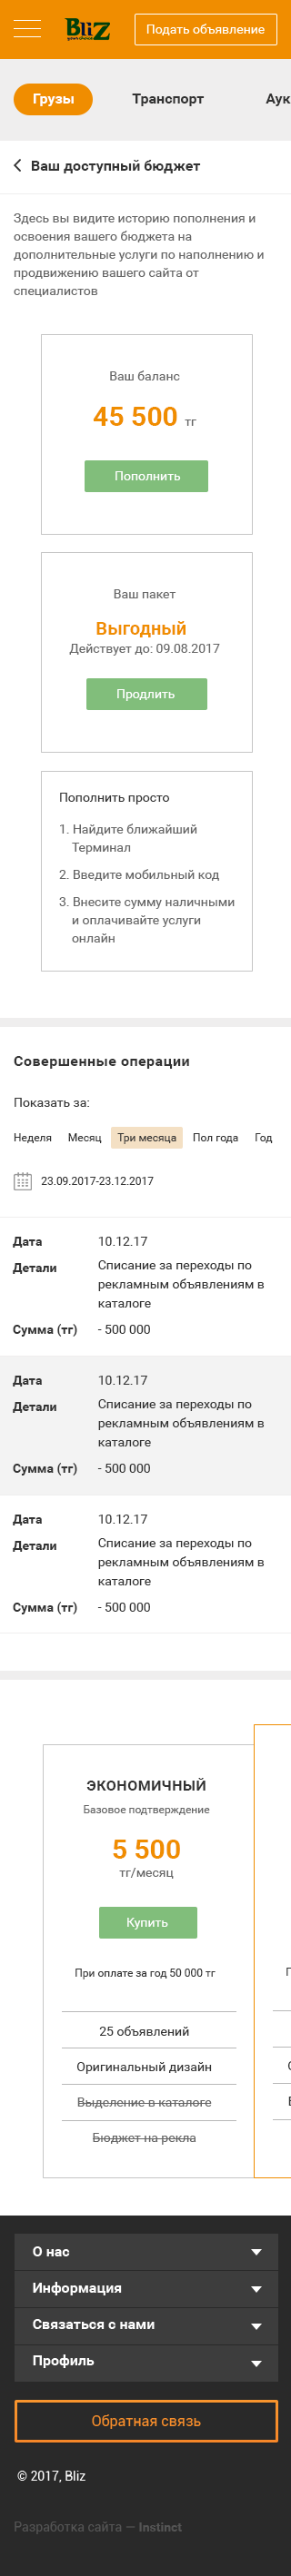 Bliz
Подать объявление
Грузы
Транспорт
Аук
Ваш доступный бюджет
Здесь вы видите историю пополнения и
освоения вашего бюджета на
дополнительные услуги по наполнению и
продвижению вашего сайта от
специалистов
Ваш баланс
45 500 тг
Пополнить
Ваш пакет
Выгодный
Действует до: 09.08.2017
Продлить
Пополнить просто
1. Найдите ближайший
Терминал
2. Введите мобильный код
3. Внесите сумму наличными
и оплачивайте услуги
онлайн
Совершенные операции
Показать за:
Неделя Месяц Три месяца Пол года Год
23.09.2017-23.12.2017
Дата 10.12.17
Детали Списание за переходы по
рекламным объявлениям в
каталоге
Сумма (тг) - 500 000
Дата 10.12.17
Детали Списание за переходы по
рекламным объявлениям в
каталоге
Сумма (тг) - 500 000
Дата 10.12.17
Детали Списание за переходы по
рекламным объявлениям в
каталоге
Сумма (тг) - 500 000
ЭКОНОМИЧНЫЙ
Базовое подтверждение
5 500
тг/месяц
Купить
При оплате за год 50 000 тг
25 объявлений
Оригинальный дизайн
Выделение в каталоге
Бюджет на рекла
О нас
Информация
Связаться с нами
Профиль
Обратная связь
© 2017, Bliz
Разработка сайта — Instinct